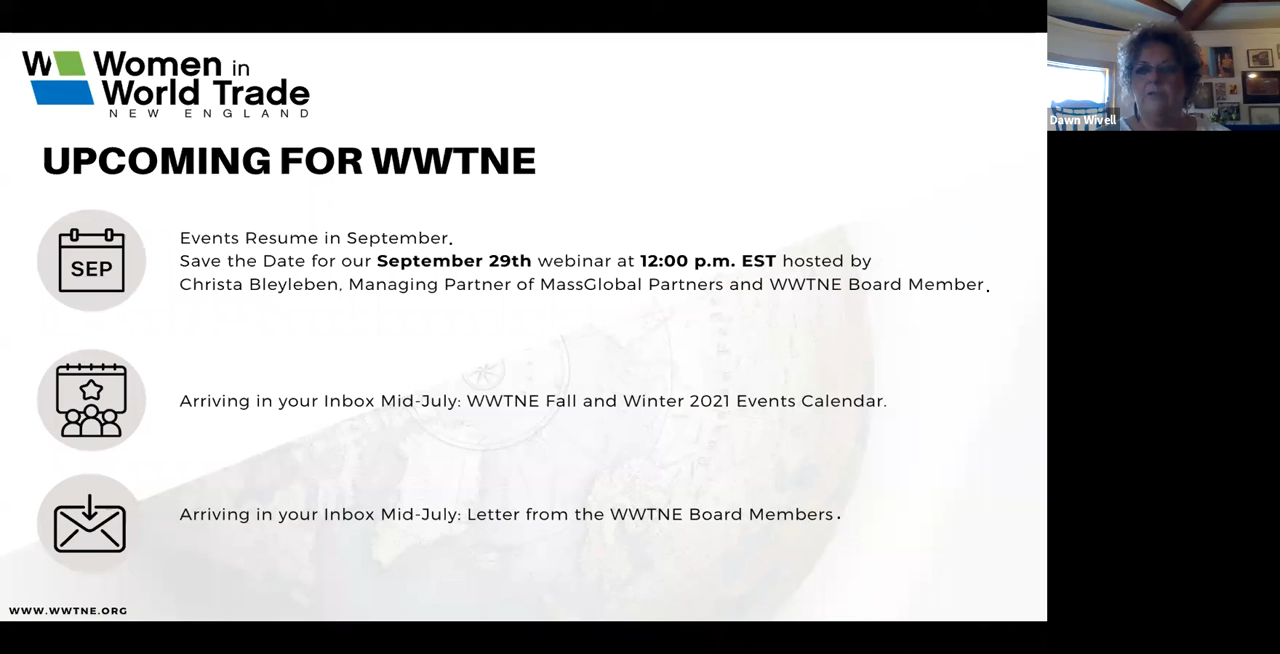 W Women in
World Trade
NEW ENGLAND
UPCOMING FOR WWTNE
SEP
Events Resume in September.
Save the Date for our September 29th webinar at 12:00 p.m. EST hosted by
Christa Bleyleben, Managing Partner of MassGlobal Partners and WWTNE Board Member.
Arriving in your Inbox Mid-July: WWTNE Fall and Winter 2021 Events Calendar.
Arriving in your Inbox Mid-July: Letter from the WWTNE Board Members.
WWW.WWTNE.ORG
Dawn Wivell